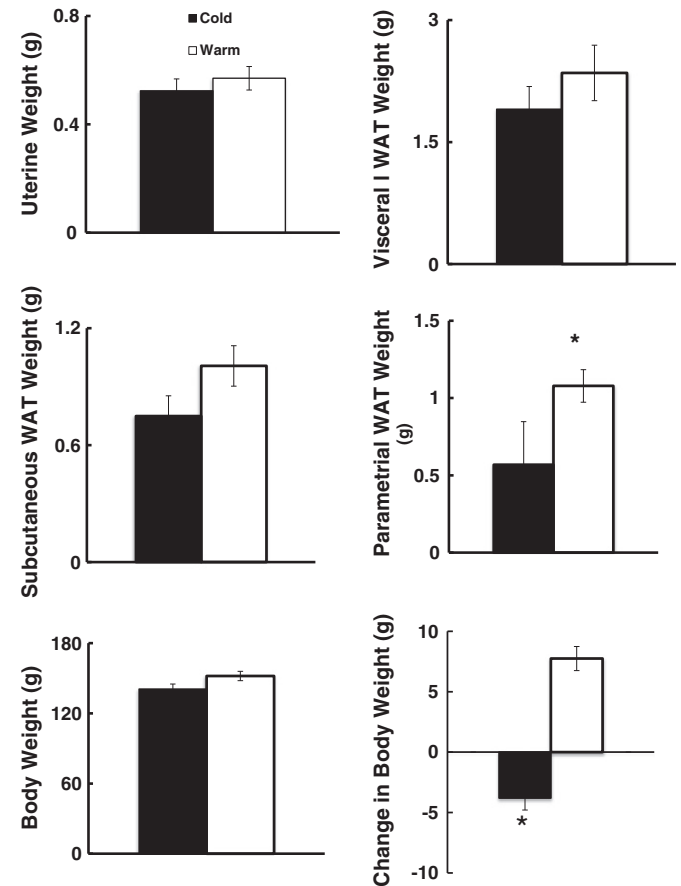 Uterine Weight (g)
0.8
0.4
0
Cold
Warm
Visceral l WAT Weight (g)
3
1.5
0
Subcutaneous WAT Weight (g)
1.2
0.6
0
Parametrial WAT Weight
(g)
1.5
1
0.5
0
*
Body Weight (g)
180
120
60
0
Change in Body Weight (g)
10
5
0
-5
-10
*